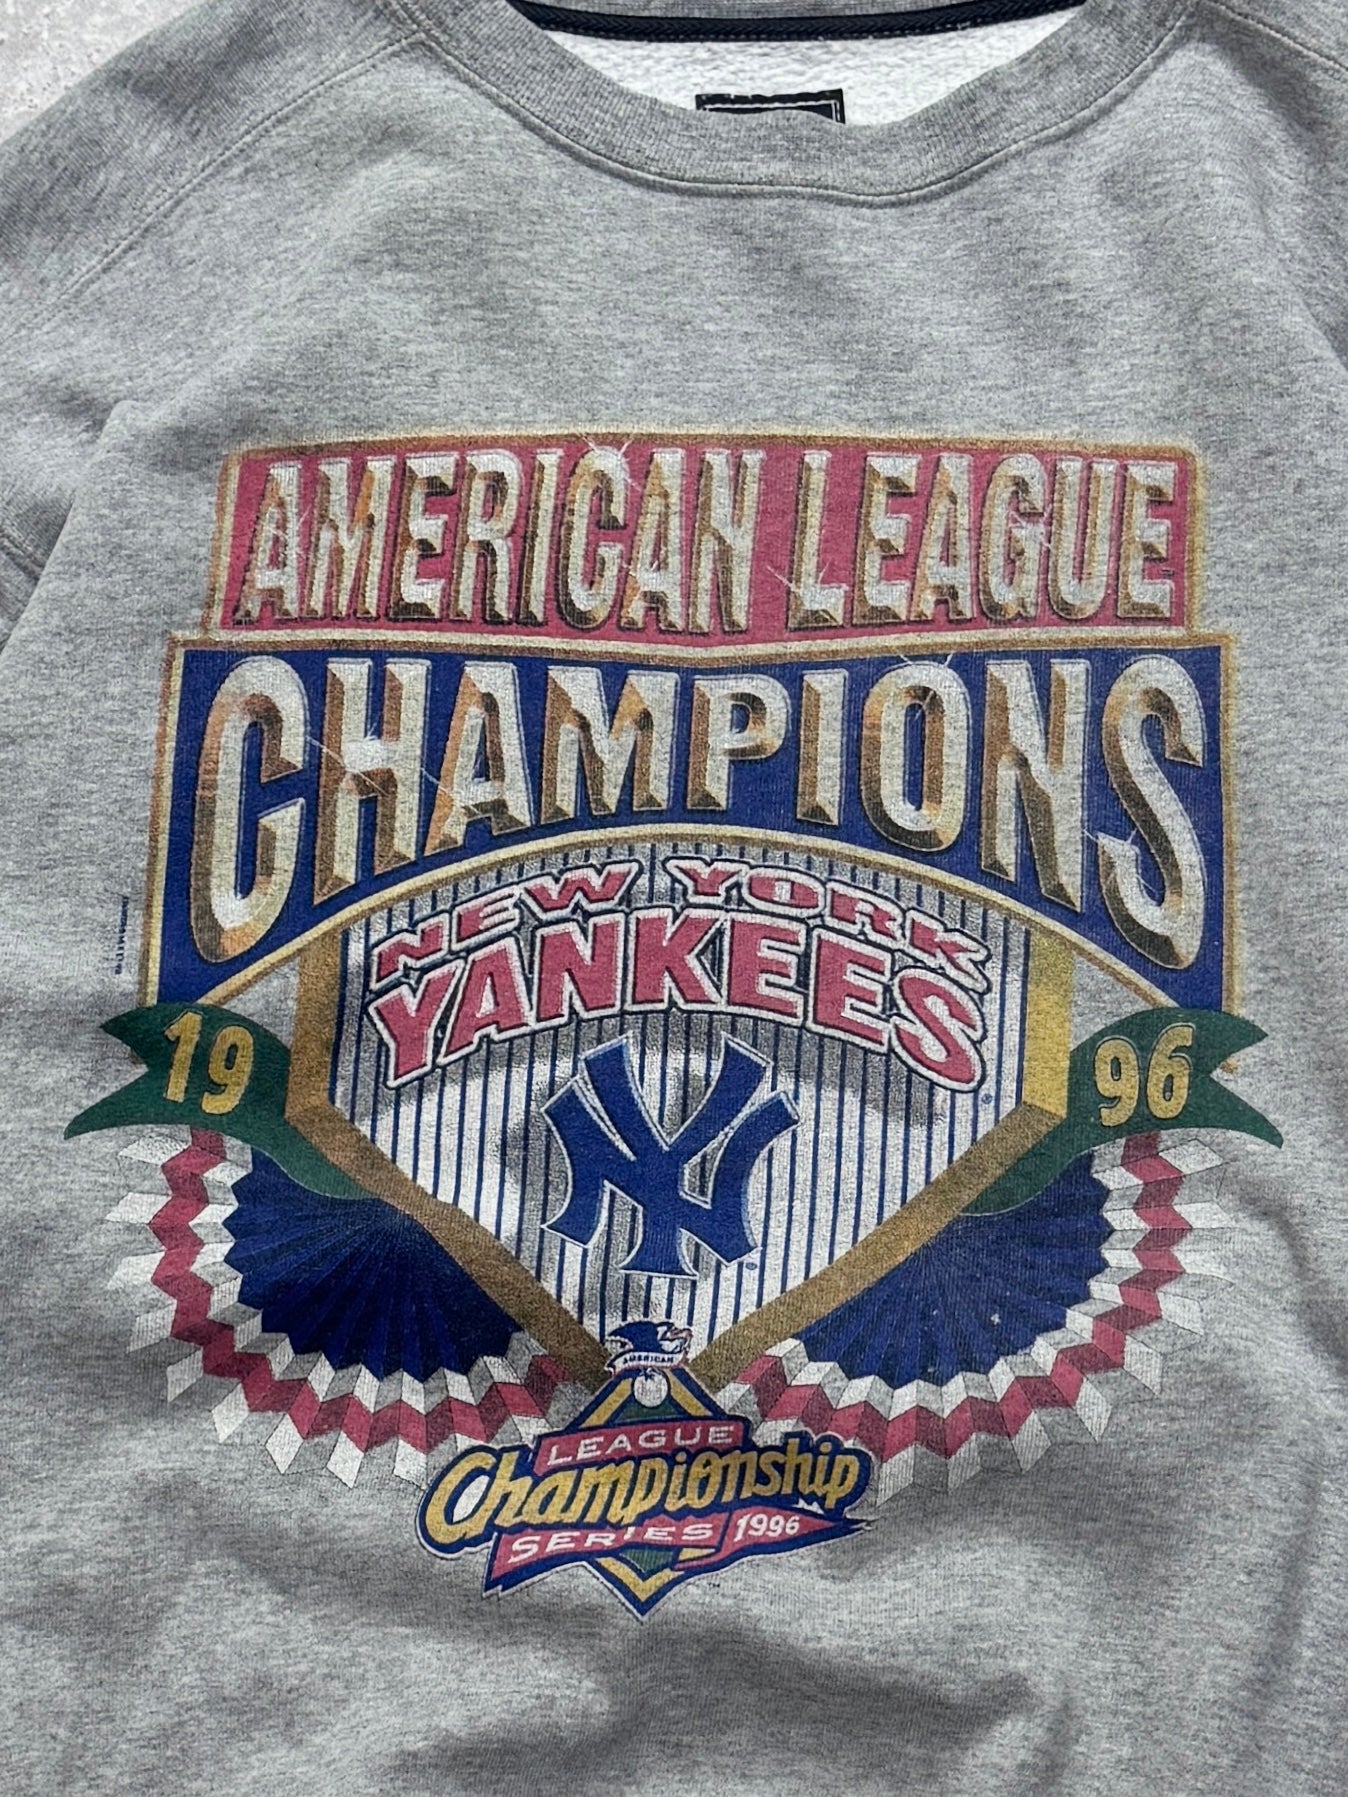 AMERICAN LEAGUE
CHAMPIONS
NEW YORK
YANKEES
19 96
NY
AMERICAN
LEAGUE
Championship
SERIES 1996